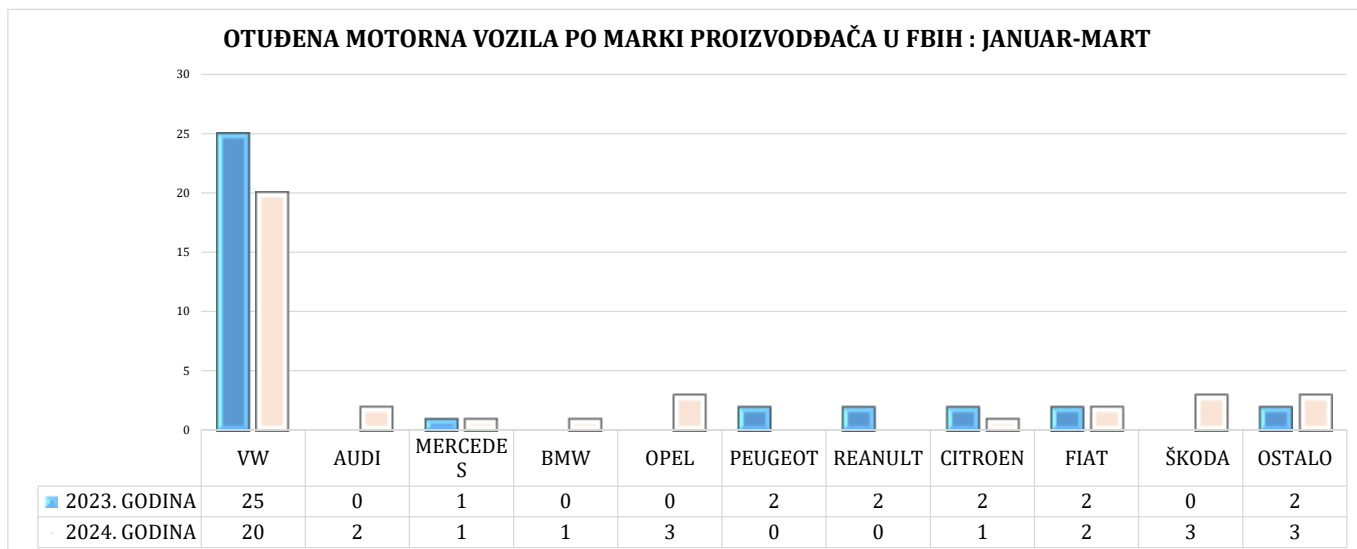 OTUĐENA MOTORNA VOZILA PO MARKI PROIZVODĐAČA U FBIH : JANUAR-MART
30
25
20
15
10
5
0
VW AUDI MERCEDE
S BMW OPEL PEUGEOT REANULT CITROEN FIAT ŠKODA OSTALO
2023. GODINA 25 0 1 0 0 2 2 2 2 0 2
2024. GODINA 20 2 1 1 3 0 0 1 2 3 3